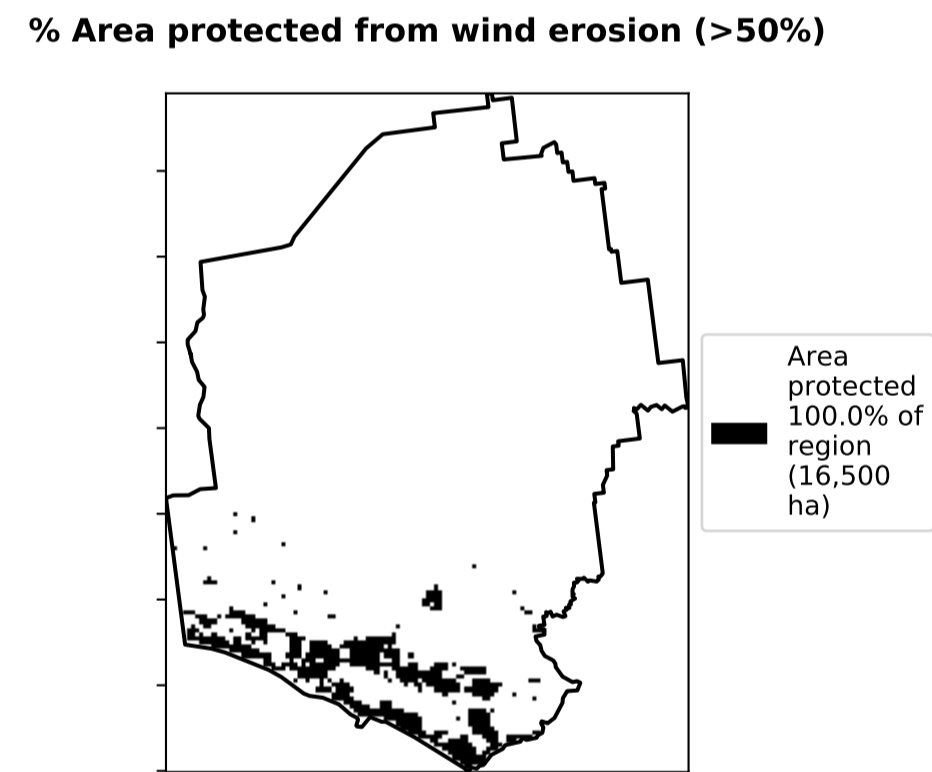 % Area protected from wind erosion (>50%)
Area
protected
100.0% of
region
(16,500
ha)